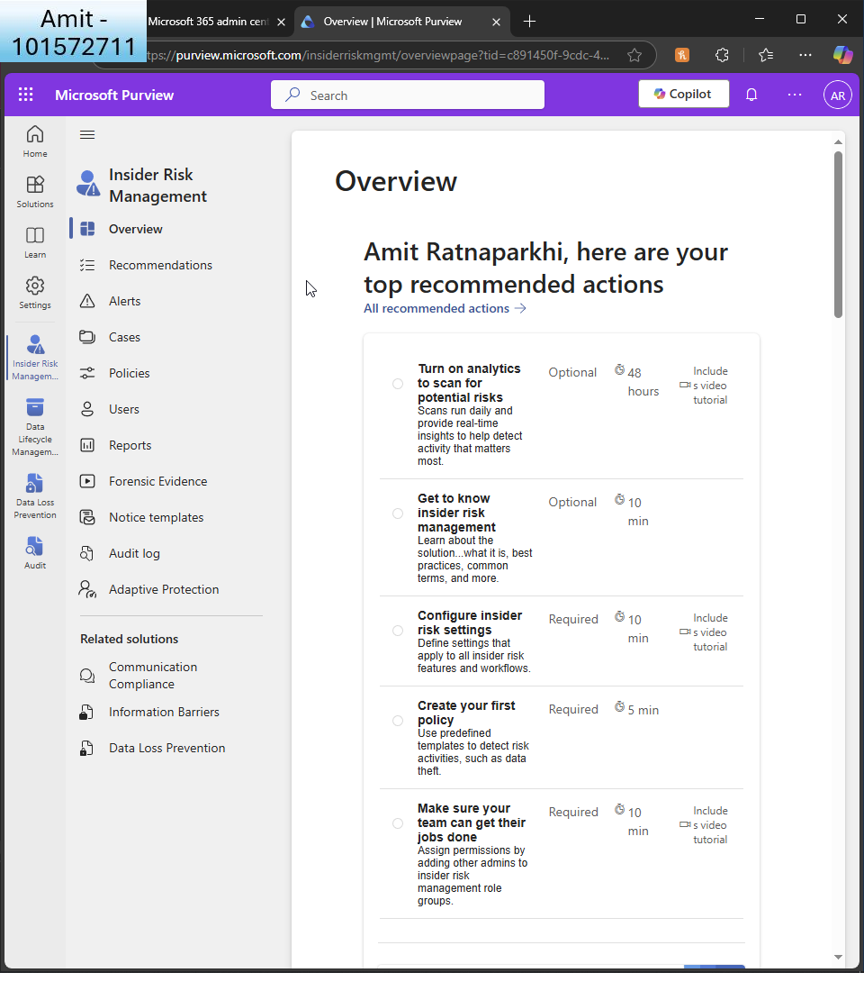 Amit -
101572711
Microsoft 365 admin cen
Overview | Microsoft Purview
tps://purview.microsoft.com/insiderriskmgmt/overviewpage?tid=c891450f-9cdc-4...
Microsoft Purview
Search
Copilot
AR
Home
Solutions
Learn
Settings
Insider Risk
Managem...
Data
Lifecycle
Managem...
Data Loss
Prevention
Audit
Insider Risk
Management
Overview
Recommendations
Alerts
Cases
Policies
Users
Reports
Forensic Evidence
Notice templates
Audit log
Adaptive Protection
Related solutions
Communication
Compliance
Information Barriers
Data Loss Prevention
Overview
Amit Ratnaparkhi, here are your
top recommended actions
All recommended actions
Turn on analytics
to scan for
potential risks
Scans run daily and
provide real-time
insights to help detect
activity that matters
most.
Optional
48
hours
Include
s video
tutorial
Get to know
insider risk
management
Learn about the
solution...what it is, best
practices, common
terms, and more.
Optional
10
min
Configure insider
risk settings
Define settings that
apply to all insider risk
features and workflows.
Required
10
min
Include
s video
tutorial
Create your first
policy
Use predefined
templates to detect risk
activities, such as data
theft.
Required
5 min
Make sure your
team can get their
jobs done
Assign permissions by
adding other admins to
insider risk
management role
groups.
Required
10
min
Include
s video
tutorial